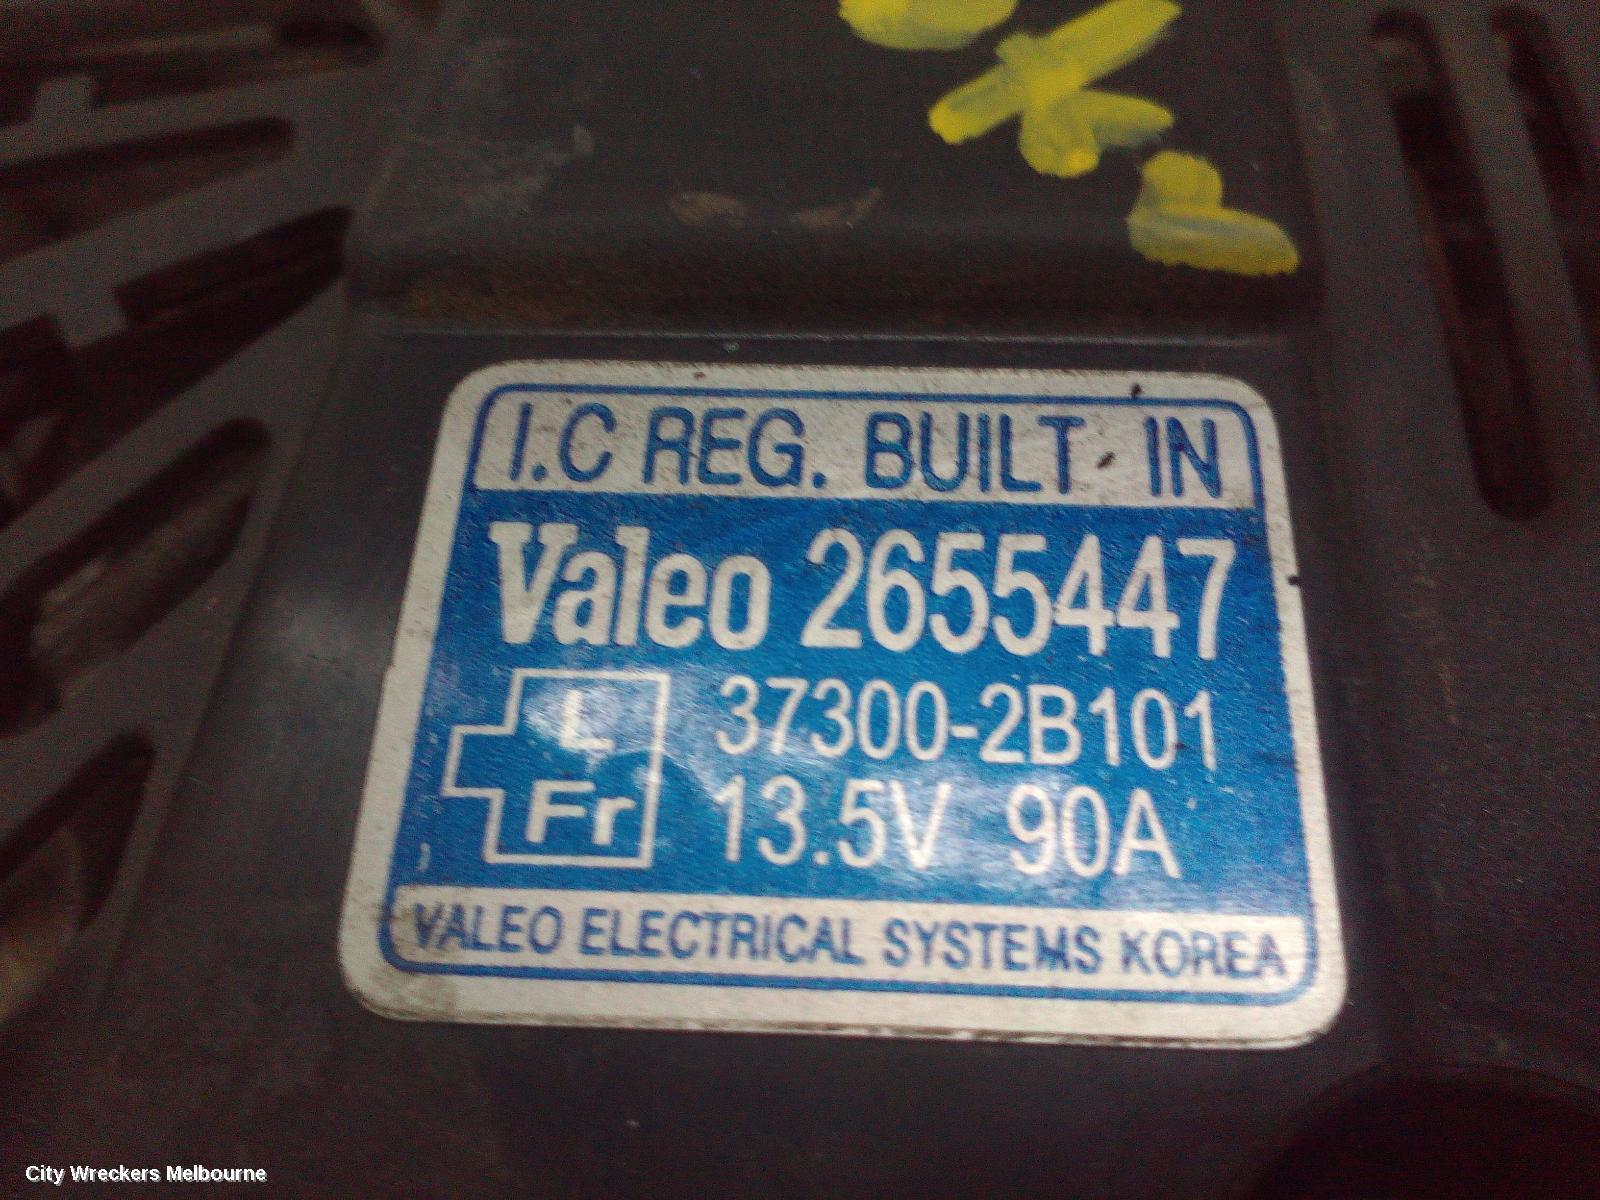 I.C REG. BUILT IN
Valeo 2655447
L 37300-2B101
Fr 13.5V 90A
VALEO ELECTRICAL SYSTEMS KOREA
City Wreckers Melbourne